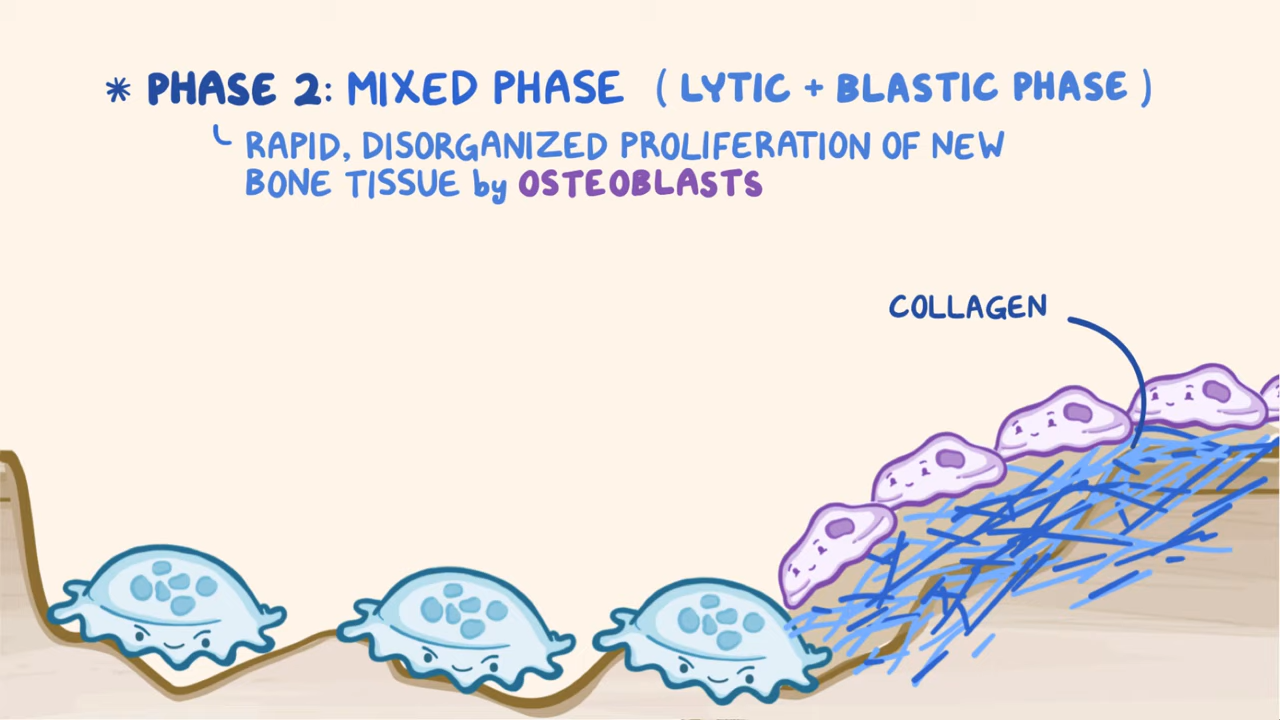 * PHASE 2: MIXED PHASE ( LYTIC + BLASTIC PHASE )
RAPID, DISORGANIZED PROLIFERATION OF NEW
BONE TISSUE by OSTEOBLASTS
COLLAGEN